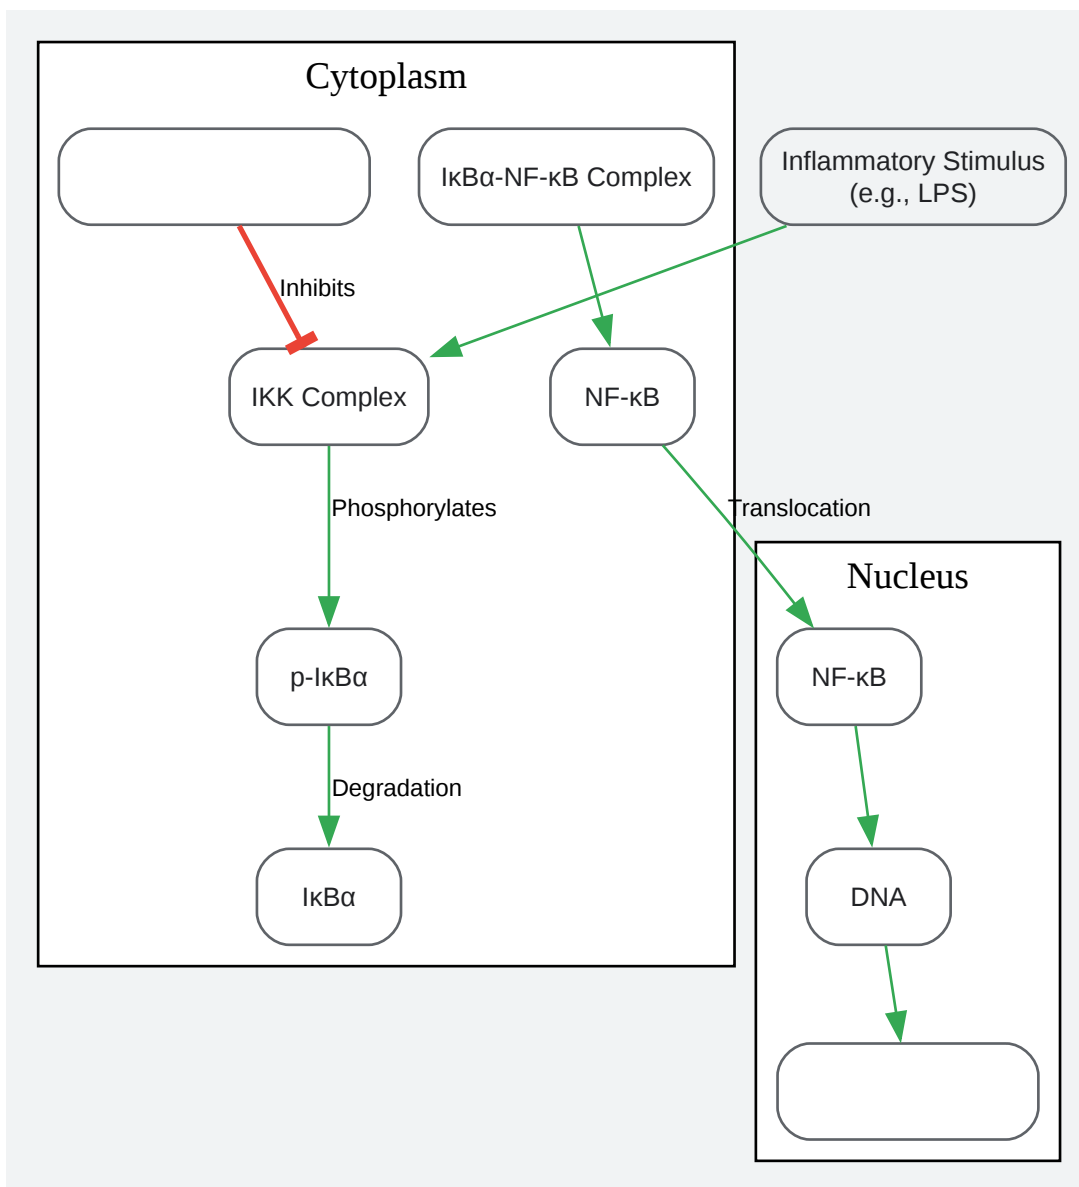 Cytoplasm
IκBα-NF-κB Complex
Inflammatory Stimulus
(e.g., LPS)
Inhibits
IKK Complex
NF-κB
Phosphorylates
Translocation
Nucleus
p-IκBα
NF-κB
Degradation
IκBα
DNA